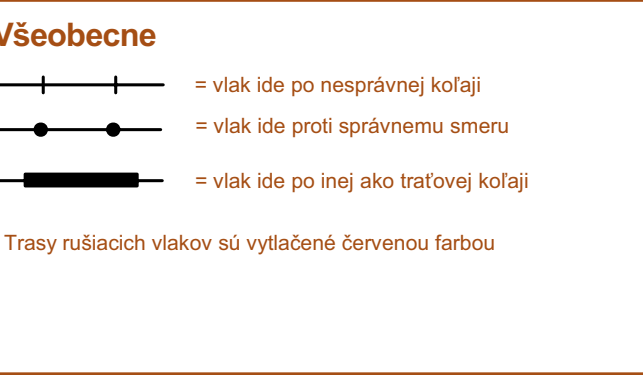 Všeobecne
= vlak ide po nesprávnej koľaji
= vlak ide proti správnemu smeru
= vlak ide po inej ako traťovej koľaji
Trasy rušiacich vlakov sú vytlačené červenou farbou